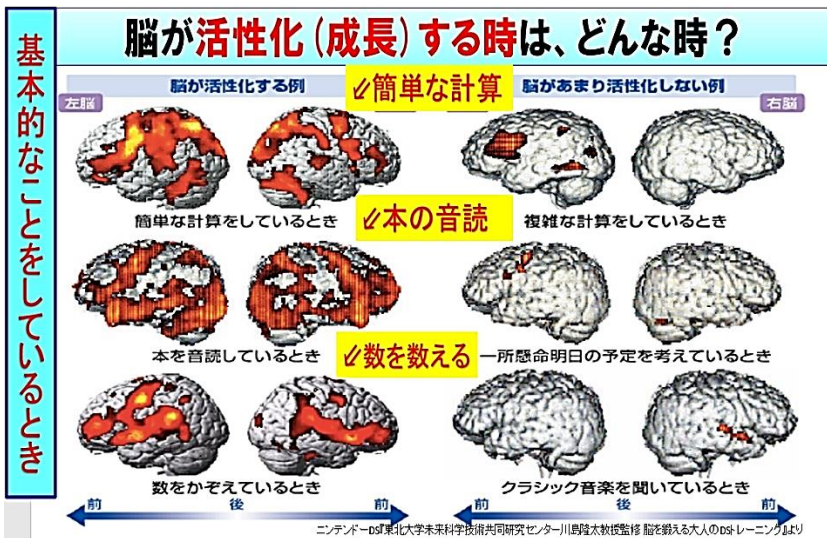 脳が活性化（成長）する時は、どんな時？
基本的なことをしているとき
脳が活性化する例
↙簡単な計算
脳があまり活性化しない例
左脳
右脳
簡単な計算をしているとき
↙本の音読
複雑な計算をしているとき
本を音読しているとき
↙数を数える
一所懸命明日の予定を考えているとき
数をかぞえているとき
クラシック音楽を聞いているとき
前 後 前
前 後 前
ニンテンドーDS『東北大学未来科学技術共同研究センター川島隆太教授監修 脳を鍛える大人のDSトレーニング』より